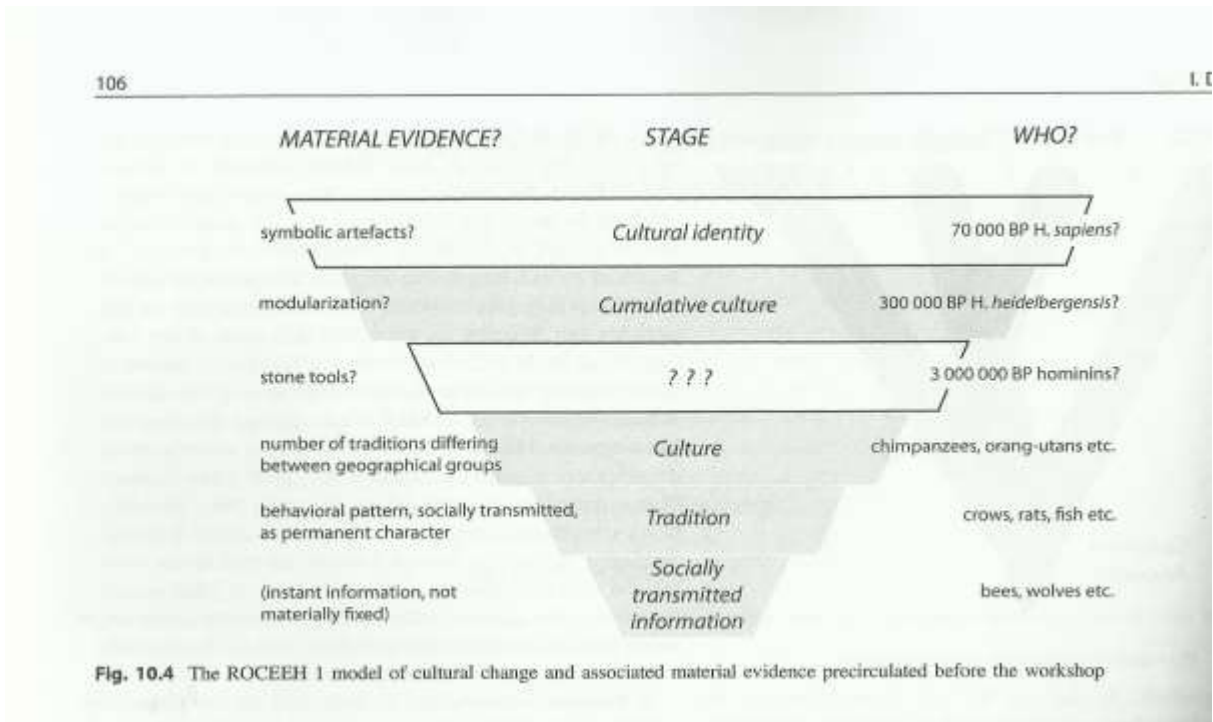 106
I. D
MATERIAL EVIDENCE? STAGE WHO?
symbolic artefacts? Cultural identity 70 000 BP H. sapiens?
modularization? Cumulative culture 300 000 BP H. heidelbergensis?
stone tools? ? ? ? 3 000 000 BP hominins?
number of traditions differing
between geographical groups
Culture
chimpanzees, orang-utans etc.
behavioral pattern, socially transmitted,
as permanent character
Tradition
crows, rats, fish etc.
(instant information, not
materially fixed)
Socially
transmitted
information
bees, wolves etc.
Fig. 10.4 The ROCEEH 1 model of cultural change and associated material evidence precirculated before the workshop